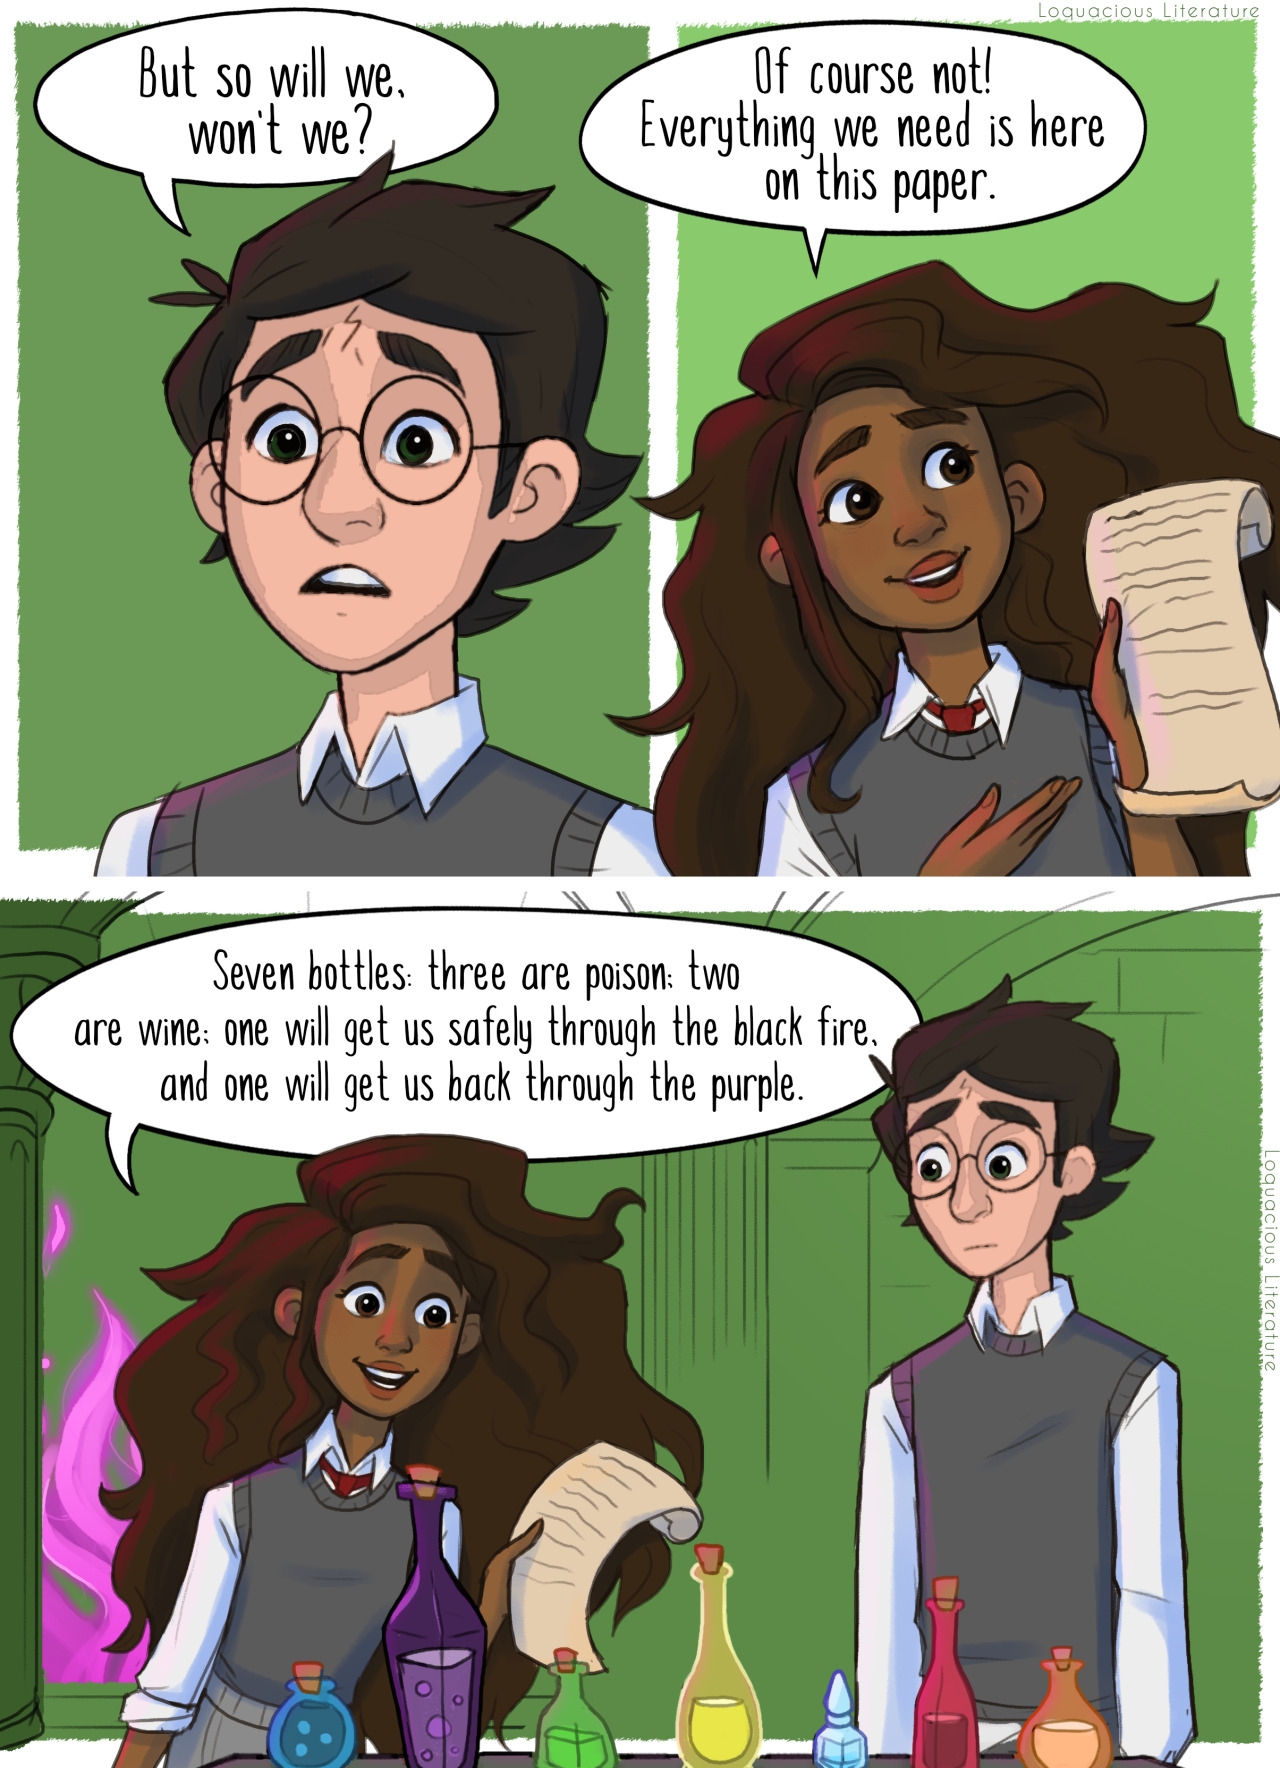 Loquacious Literature
But so will we,
won't we?
Of course not!
Everything we need is here
on this paper.
Seven bottles: three are poison; two
are wine; one will get us safely through the black fire,
and one will get us back through the purple.
Loquacious Literature